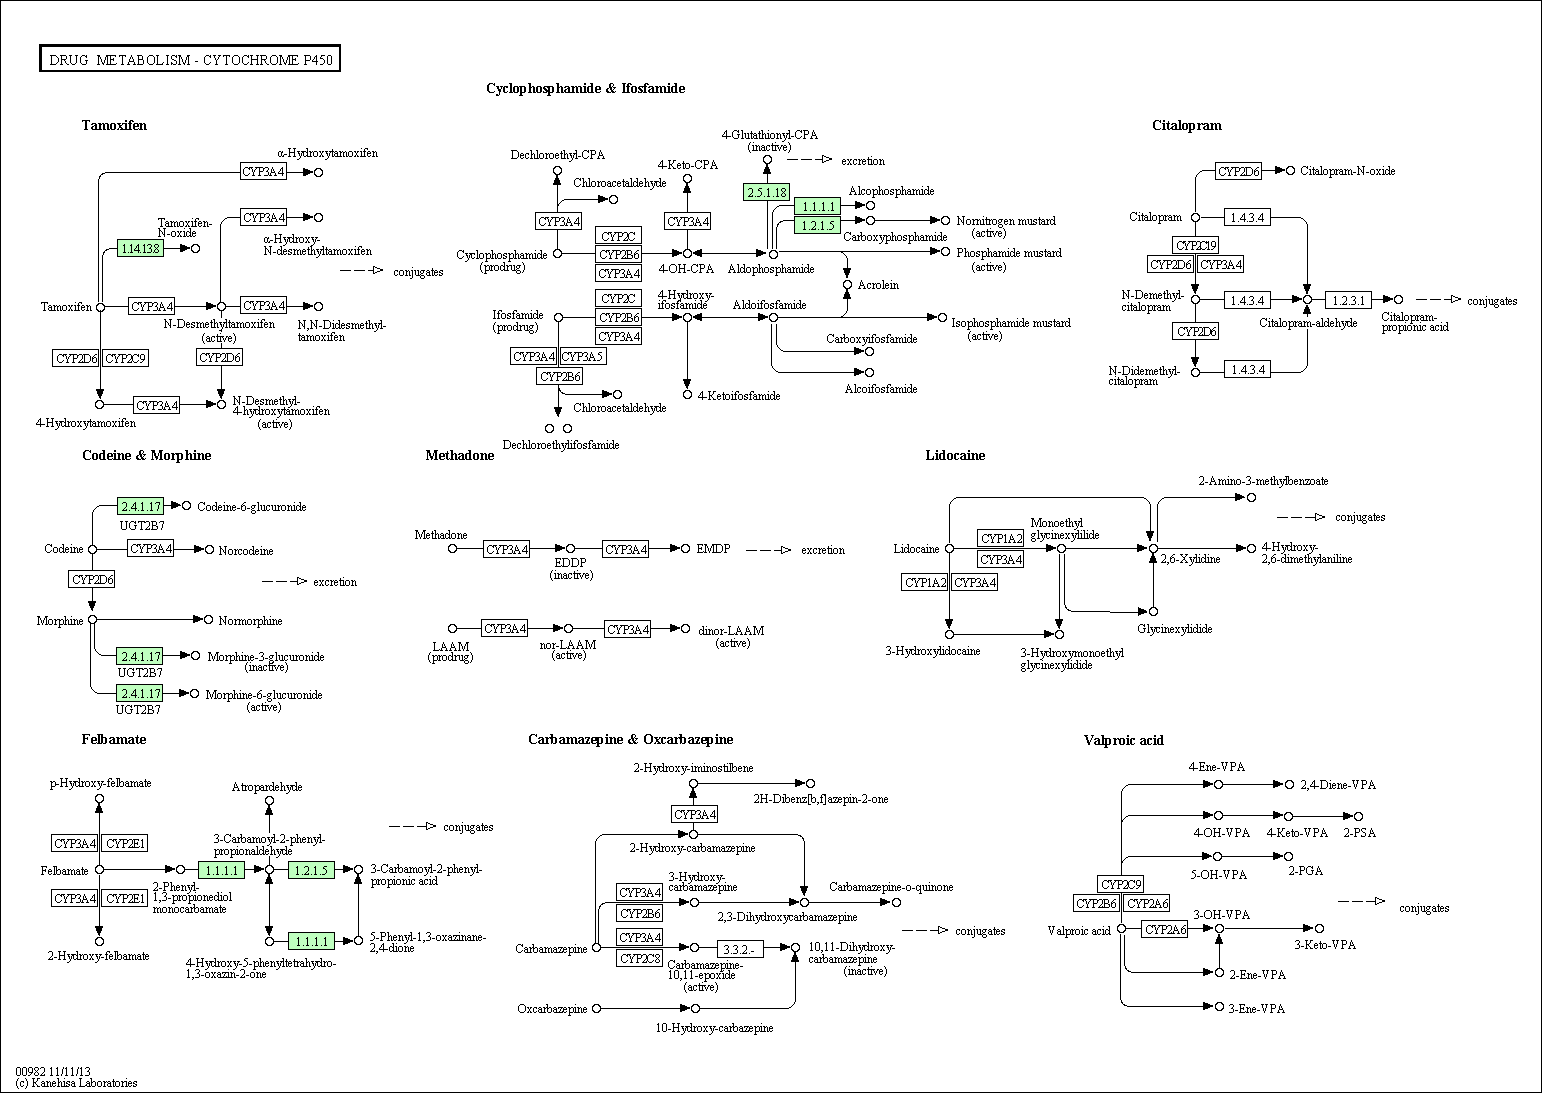 DRUG METABOLISM - CYTOCHROME P450
Cyclophosphamide & Ifosfamide
Tamoxifen
α-Hydroxytamoxifen
CYP3A4
Tamoxifen-
N-oxide
1.14.13.8
CYP3A4
α-Hydroxy-
N-desmethyltamoxifen
conjugates
Tamoxifen
CYP3A4
CYP3A4
N-Desmethyltamoxifen
(active)
N,N-Didesmethyl-
tamoxifen
CYP2D6
CYP2C9
CYP2D6
CYP3A4
N-Desmethyl-
4-hydroxytamoxifen
(active)
4-Hydroxytamoxifen
Dechloroethyl-CPA
Chloroacetaldehyde
4-Keto-CPA
4-Glutathionyl-CPA
(inactive)
excretion
2.5.1.18
Alcophosphamide
1.1.1.1
1.2.1.5
Carboxyphosphamide
Nornitrogen mustard
(active)
CYP3A4
CYP3A4
CYP2C
CYP2B6
CYP3A4
Cyclophosphamide
(prodrug)
4-OH-CPA
Aldophosphamide
Phosphamide mustard
(active)
Acrolein
CYP2C
CYP2B6
CYP3A4
4-Hydroxy-
ifosfamide
Aldoifosfamide
Ifosfamide
(prodrug)
Isophosphamide mustard
(active)
CYP3A4
CYP3A5
CYP2B6
Carboxyifosfamide
Alcoifosfamide
4-Ketoifosfamide
Chloroacetaldehyde
Dechloroethylifosfamide
Citalopram
CYP2D6
Citalopram-N-oxide
Citalopram
1.4.3.4
CYP2C19
CYP2D6
CYP3A4
N-Demethyl-
citalopram
1.4.3.4
1.2.3.1
conjugates
Citalopram-aldehyde
Citalopram-
propionic acid
CYP2D6
N-Didemethyl-
citalopram
1.4.3.4
Codeine & Morphine
2.4.1.17
UGT2B7
Codeine-6-glucuronide
Codeine
CYP3A4
Norcodeine
CYP2D6
excretion
Morphine
Normorphine
2.4.1.17
UGT2B7
Morphine-3-glucuronide
(inactive)
2.4.1.17
UGT2B7
Morphine-6-glucuronide
(active)
Methadone
Methadone
CYP3A4
CYP3A4
EMDP
excretion
EDDP
(inactive)
CYP3A4
CYP3A4
LAAM
(prodrug)
nor-LAAM
(active)
dinor-LAAM
(active)
Lidocaine
2-Amino-3-methylbenzoate
conjugates
Monoethyl
glycinexylilide
CYP1A2
CYP3A4
Lidocaine
2,6-Xylidine
4-Hydroxy-
2,6-dimethylaniline
CYP1A2
CYP3A4
Glycinexylidide
3-Hydroxylidocaine
3-Hydroxymonoethyl
glycinexylidide
Felbamate
p-Hydroxy-felbamate
Atropardehyde
conjugates
CYP3A4
CYP2E1
3-Carbamoyl-2-phenyl-
propionaldehyde
Felbamate
1.1.1.1
1.2.1.5
3-Carbamoyl-2-phenyl-
propionic acid
2-Phenyl-
1,3-propionediol
monocarbamate
CYP3A4
CYP2E1
1.1.1.1
5-Phenyl-1,3-oxazinane-
2,4-dione
2-Hydroxy-felbamate
4-Hydroxy-5-phenyltetrahydro-
1,3-oxazin-2-one
Carbamazepine & Oxcarbazepine
2-Hydroxy-iminostilbene
2H-Dibenz[b,f]azepin-2-one
CYP3A4
2-Hydroxy-carbamazepine
3-Hydroxy-
carbamazepine
CYP3A4
CYP2B6
Carbamazepine-o-quinone
2,3-Dihydroxycarbamazepine
conjugates
CYP3A4
CYP2C8
Carbamazepine
3.3.2.-
10,11-Dihydroxy-
carbamazepine
(inactive)
Carbamazepine-
10,11-epoxide
(active)
Oxcarbazepine
10-Hydroxy-carbazepine
Valproic acid
4-Ene-VPA
2,4-Diene-VPA
4-OH-VPA
4-Keto-VPA
2-PSA
5-OH-VPA
2-PGA
CYP2C9
CYP2B6
CYP2A6
3-OH-VPA
conjugates
Valproic acid
CYP2A6
3-Keto-VPA
2-Ene-VPA
3-Ene-VPA
00982 11/11/13
(c) Kanehisa Laboratories